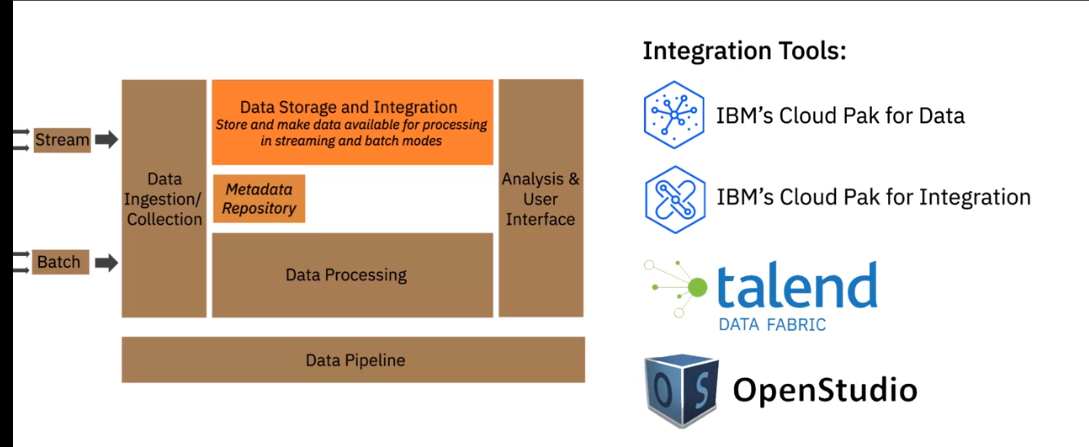 Integration Tools:
Data Storage and Integration
Store and make data available for processing
in streaming and batch modes
IBM's Cloud Pak for Data
Stream
Data
Ingestion/
Collection
Metadata
Repository
Analysis &
User
Interface
IBM's Cloud Pak for Integration
Batch
Data Processing
talend
DATA FABRIC
Data Pipeline
OS
OpenStudio